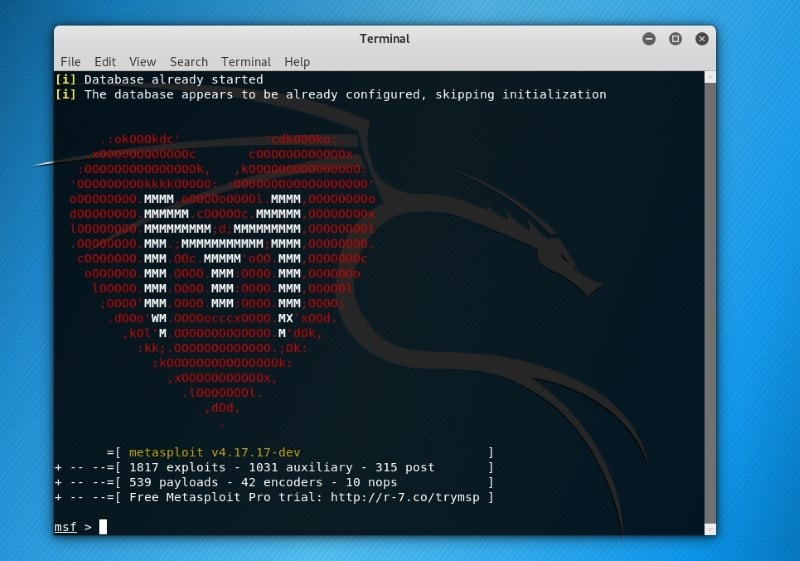 Terminal
File Edit View Search Terminal Help
[i] Database already started
[i] The database appears to be already configured, skipping initialization
.:okOOOkdc' 'cdkOOOko:.
.xOOOOOOOOOOOOc cOOOOOOOOOOOOx.
:OOOOOOOOOOOOOOOk, ,kOOOOOOOOOOOOOOO:
'OOOOOOOOOkkkkOOOOO: :OOOOOOOOOOOOOOOOOO'
oOOOOOOOO.MMMM.oOOOOoOOOOl.MMMM,OOOOOOOOo
dOOOOOOOO.MMMMMM.cOOOOOc.MMMMMM,OOOOOOOOx
lOOOOOOOO.MMMMMMMMM;d;MMMMMMMMM,OOOOOOOOl
.OOOOOOOO.MMM.;MMMMMMMMMMM;MMMM,OOOOOOOO.
cOOOOOOO.MMM.OOc.MMMMM'oOO.MMM,OOOOOOOc
oOOOOOO.MMM.OOOO.MMM:OOOO.MMM,OOOOOOo
lOOOOO.MMM.OOOO.MMM:OOOO.MMM,OOOOOl
;OOOO'MMM.OOOO.MMM:OOOO.MMM;OOOO;
.dOOo'WM.OOOOocccxOOOO.MX'xOOd.
,kOl'M.OOOOOOOOOOOOO.M'dOk,
:kk;.OOOOOOOOOOOOO.;Ok:
;kOOOOOOOOOOOOOOOk:
,xOOOOOOOOOOOx,
.lOOOOOOOl.
,dOd,
.
=[ metasploit v4.17.17-dev ]
+ -- --=[ 1817 exploits - 1031 auxiliary - 315 post ]
+ -- --=[ 539 payloads - 42 encoders - 10 nops ]
+ -- --=[ Free Metasploit Pro trial: http://r-7.co/trymsp ]
msf >